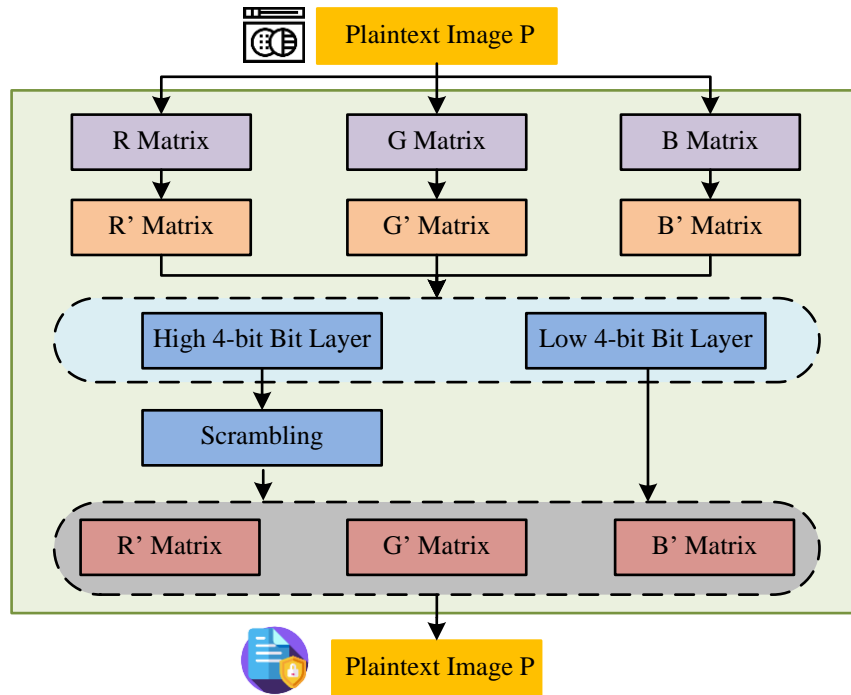 Plaintext Image P
R Matrix
G Matrix
B Matrix
R’ Matrix
G’ Matrix
B’ Matrix
High 4-bit Bit Layer
Low 4-bit Bit Layer
Scrambling
R’ Matrix
G’ Matrix
B’ Matrix
Plaintext Image P